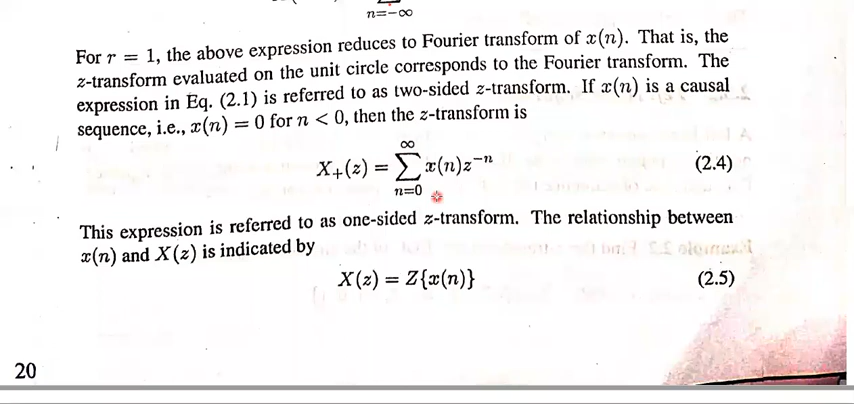 n=−∞
For r = 1, the above expression reduces to Fourier transform of x(n). That is, the
z-transform evaluated on the unit circle corresponds to the Fourier transform. The
expression in Eq. (2.1) is referred to as two-sided z-transform. If x(n) is a causal
sequence, i.e., x(n) = 0 for n < 0, then the z-transform is
∞
X₊(z) = ∑ x(n)z⁻ⁿ (2.4)
n=0
This expression is referred to as one-sided z-transform. The relationship between
x(n) and X(z) is indicated by
X(z) = Z{x(n)} (2.5)
20